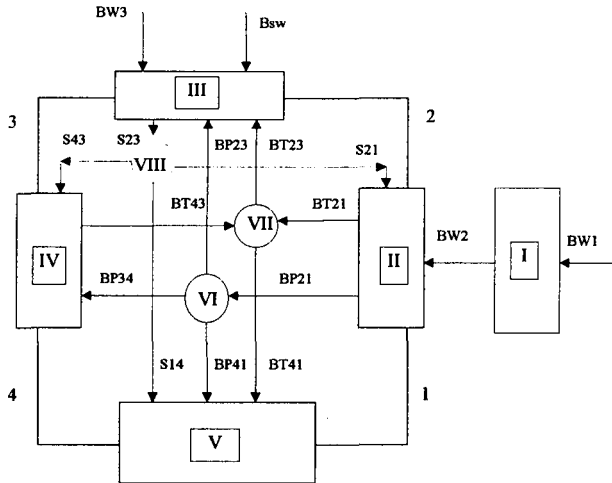 BW3
Bsw
III
3
2
S43
S23
BP23
BT23
S21
VIII
BT43
BT21
VII
IV
II
BW2
I
BW1
BP34
VI
BP21
S14
BP41
BT41
4
1
V